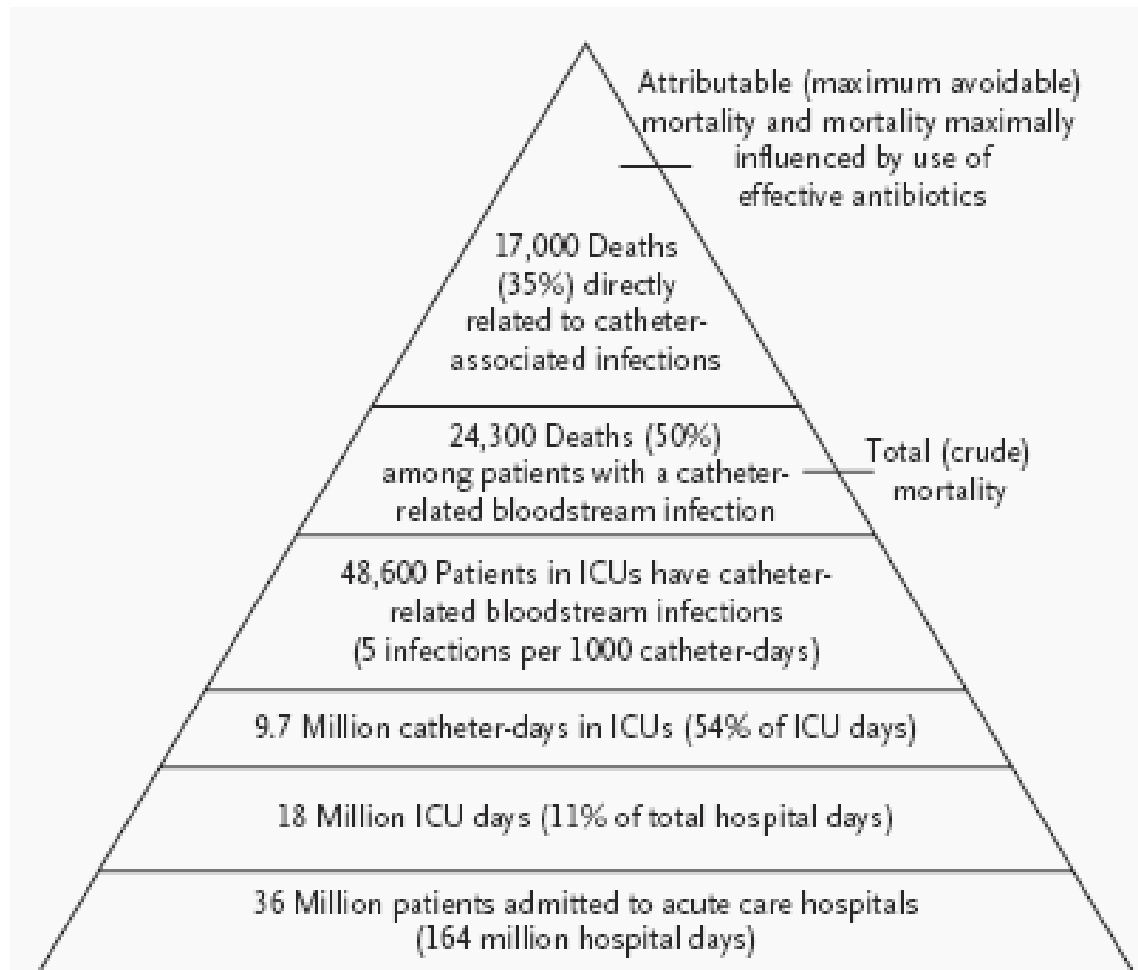 Attributable (maximum avoidable)
mortality and mortality maximally
influenced by use of
effective antibiotics
17,000 Deaths
(35%) directly
related to catheter-
associated infections
24,300 Deaths (50%)
among patients with a catheter-
related bloodstream infection
Total (crude)
mortality
48,600 Patients in ICUs have catheter-
related bloodstream infections
(5 infections per 1000 catheter-days)
9.7 Million catheter-days in ICUs (54% of ICU days)
18 Million ICU days (11% of total hospital days)
36 Million patients admitted to acute care hospitals
(164 million hospital days)